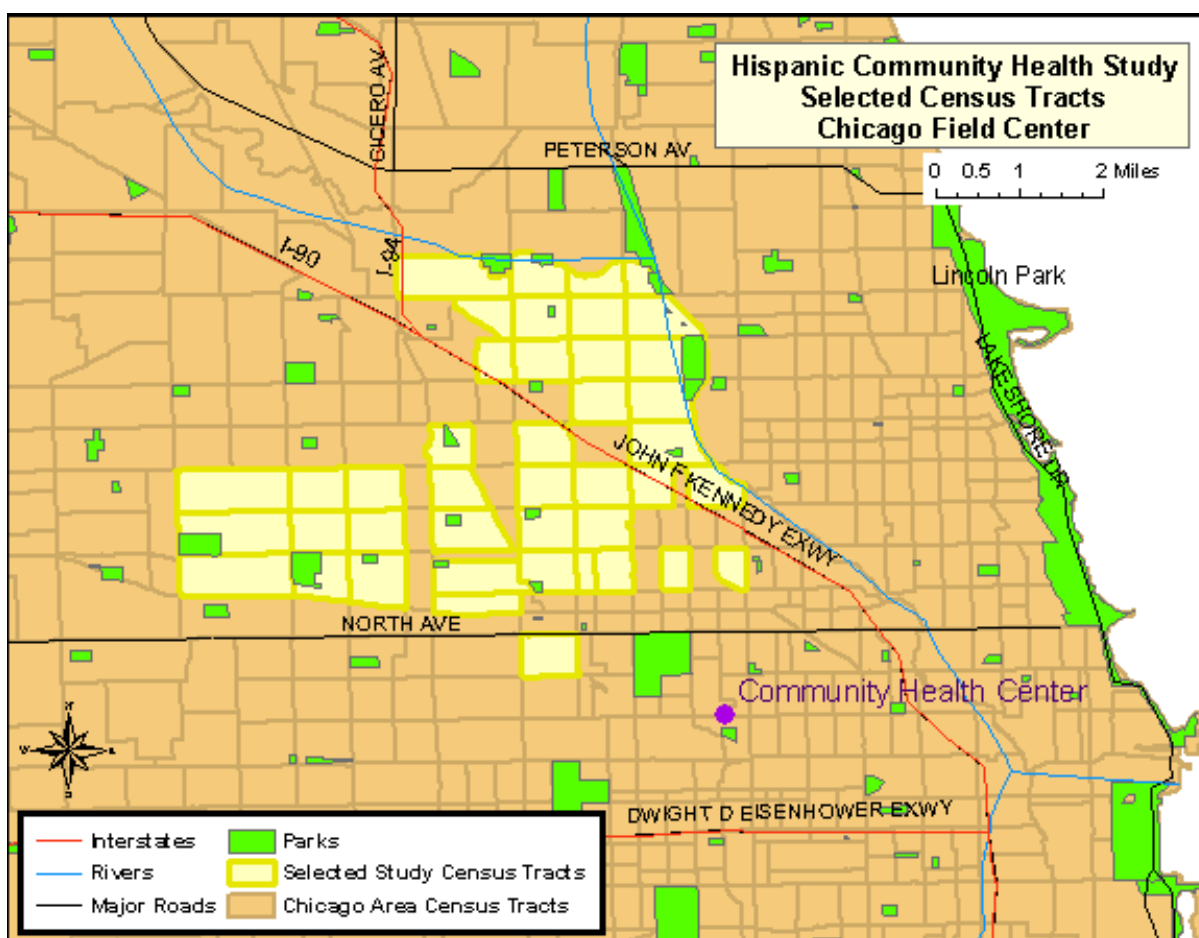 Hispanic Community Health Study
Selected Census Tracts
Chicago Field Center
0 0.5 1 2 Miles
CICERO AV
PETERSON AV
I-90
I-94
Lincoln Park
LAKE SHORE DR
JOHN F KENNEDY EXWY
NORTH AVE
Community Health Center
DWIGHT D EISENHOWER EXWY
Interstates
Rivers
Major Roads
Parks
Selected Study Census Tracts
Chicago Area Census Tracts